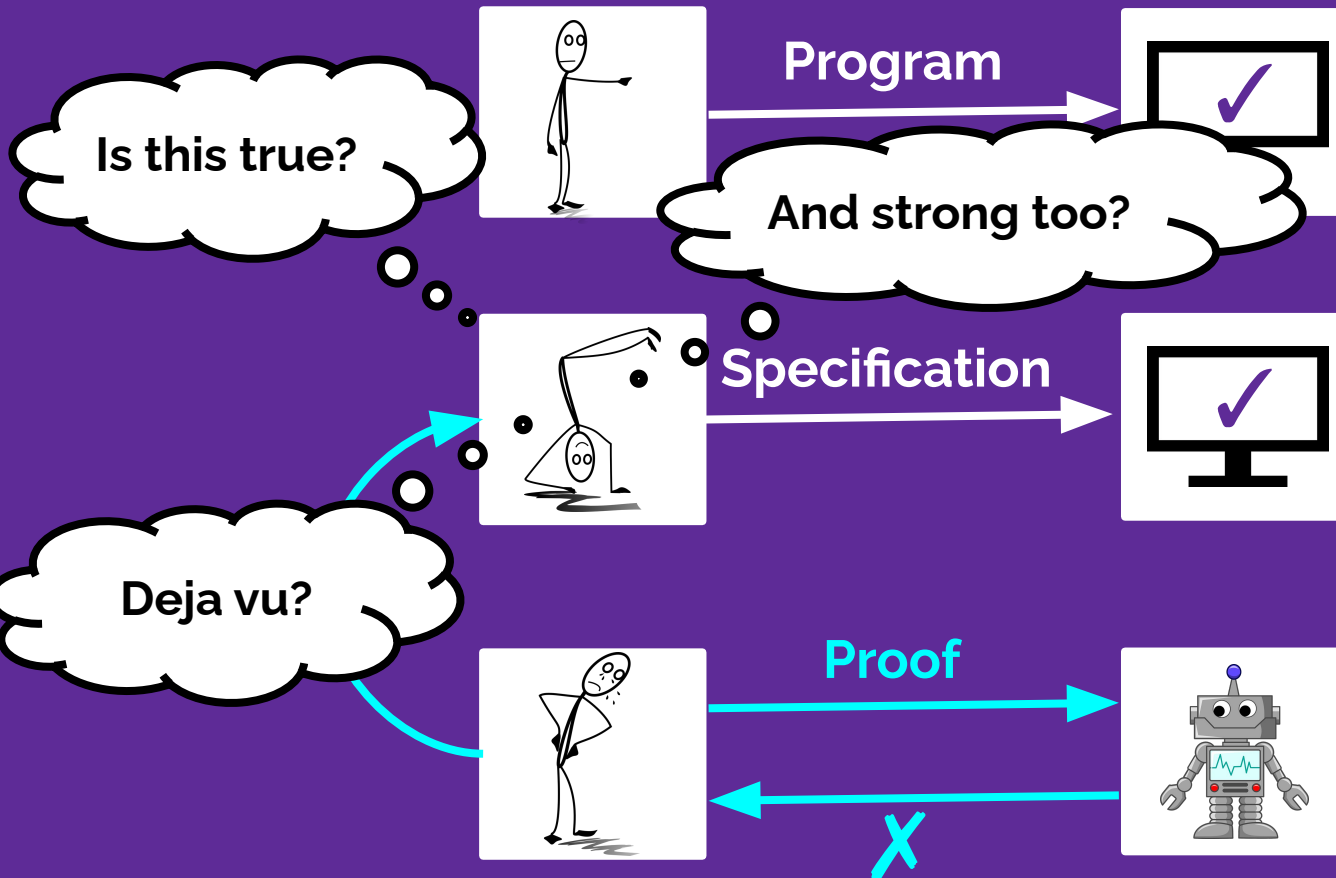 Program
Is this true?
And strong too?
Specification
Deja vu?
Proof